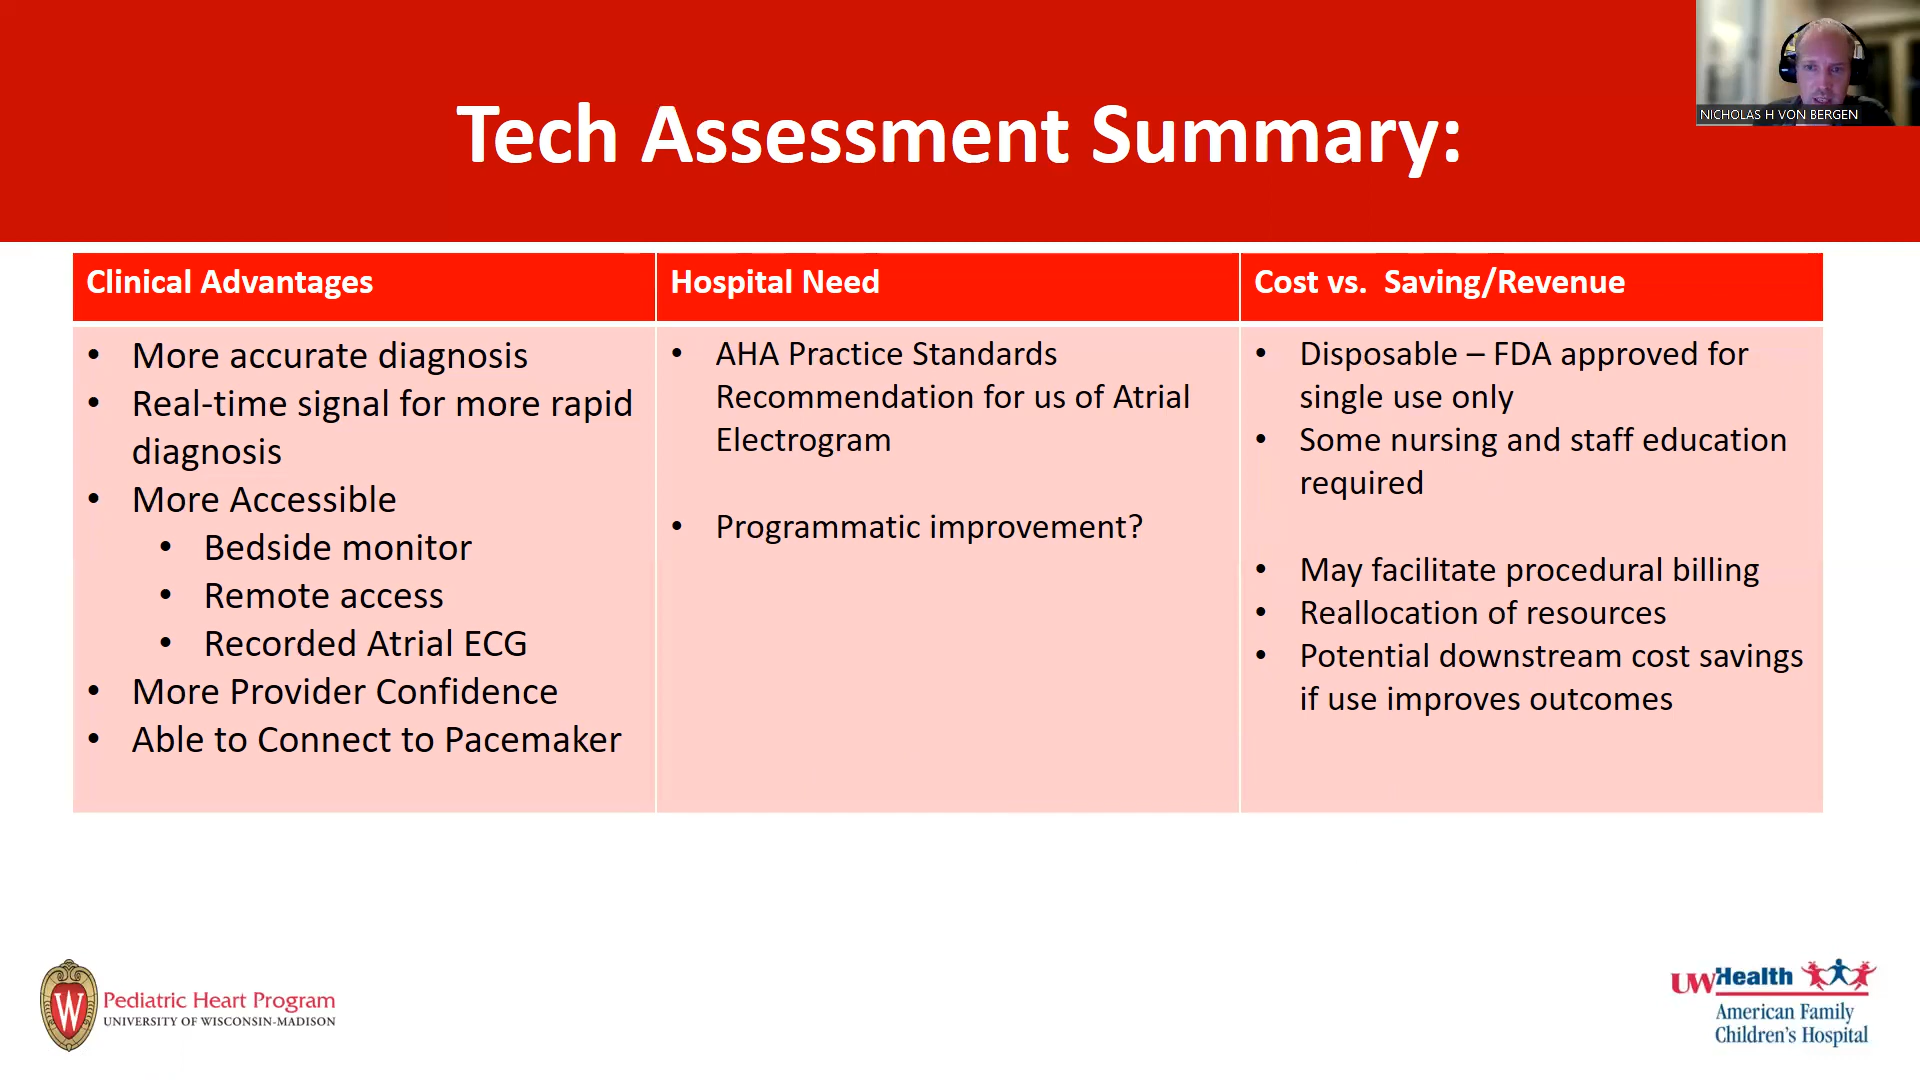 NICHOLAS H VON BERGEN
Tech Assessment Summary:
Clinical Advantages
• More accurate diagnosis
• Real-time signal for more rapid
diagnosis
• More Accessible
• Bedside monitor
• Remote access
• Recorded Atrial ECG
• More Provider Confidence
• Able to Connect to Pacemaker
Hospital Need
• AHA Practice Standards
Recommendation for us of Atrial
Electrogram
• Programmatic improvement?
Cost vs. Saving/Revenue
• Disposable – FDA approved for
single use only
• Some nursing and staff education
required
• May facilitate procedural billing
• Reallocation of resources
• Potential downstream cost savings
if use improves outcomes
W
Pediatric Heart Program
UNIVERSITY OF WISCONSIN-MADISON
UWHealth
American Family
Children's Hospital